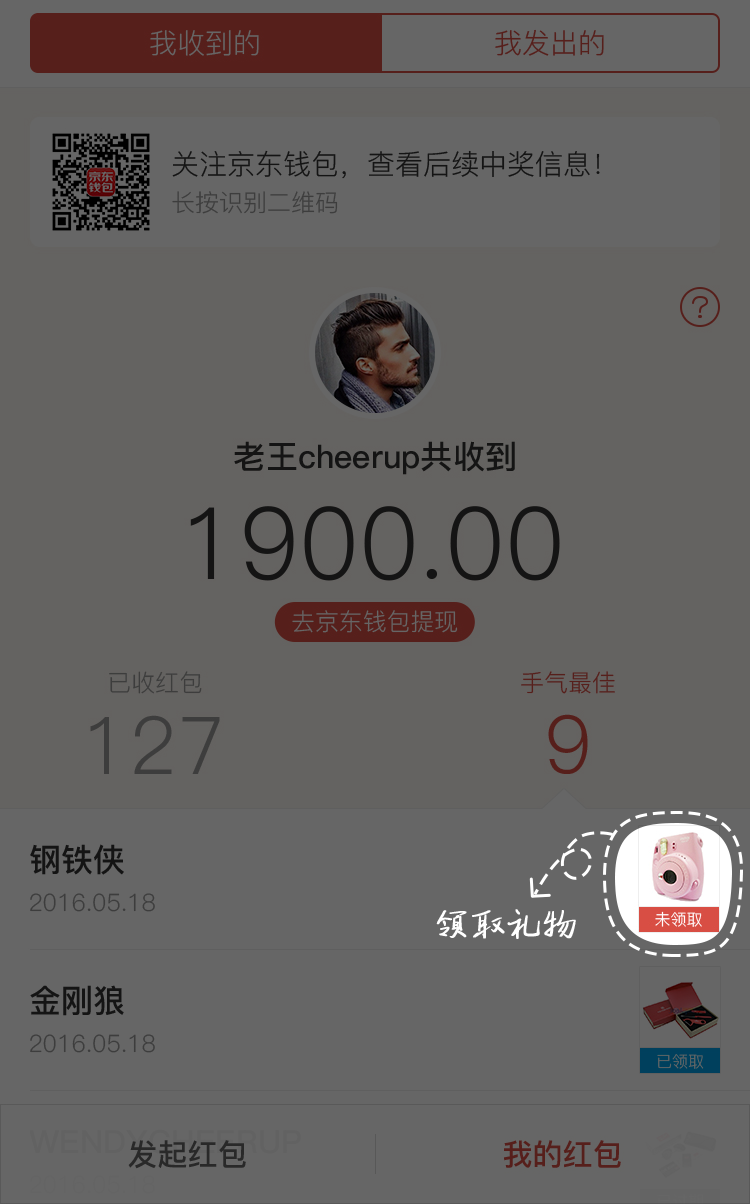 我收到的
我发出的
京东
钱包
关注京东钱包，查看后续中奖信息！
长按识别二维码
?
老王cheerup共收到
1900.00
去京东钱包提现
已收红包
手气最佳
127
9
钢铁侠
2016.05.18
未领取
领取礼物
金刚狼
2016.05.18
已领取
WENDYCHEERUP
2016.05.18
发起红包
我的红包